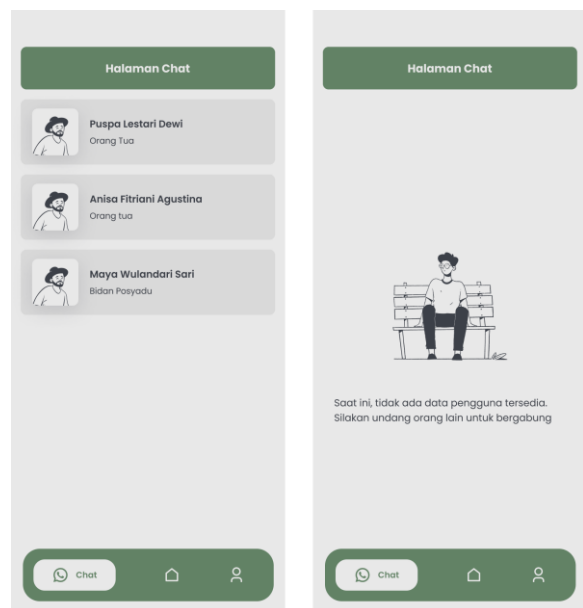 Halaman Chat
Puspa Lestari Dewi
Orang Tua
Anisa Fitriani Agustina
Orang tua
Maya Wulandari Sari
Bidan Posyadu
Chat
Halaman Chat
Saat ini, tidak ada data pengguna tersedia.
Silakan undang orang lain untuk bergabung
Chat